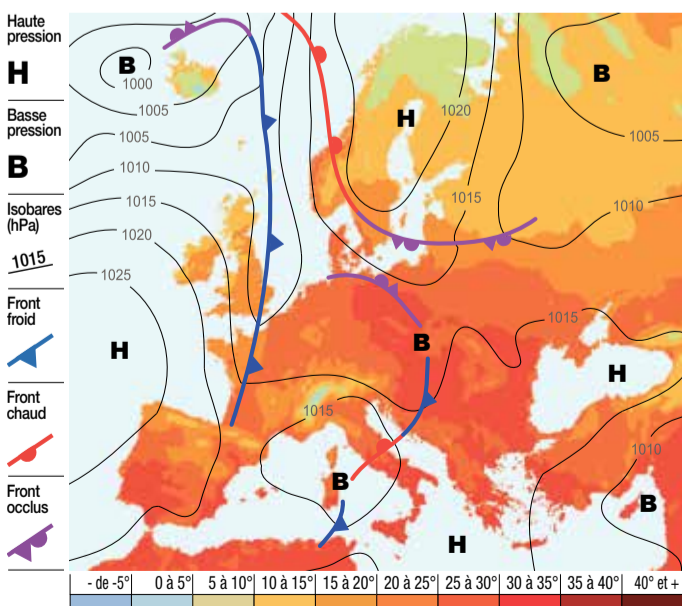 Haute
pression
H
Basse
pression
B
Isobares
(hPa)
1015
Front
froid
Front
chaud
Front
occlus
B
1000
1005
1005
1010
1015
1020
1025
H
H
1020
1015
B
1005
1010
B
1015
H
1015
B
H
1010
B
- de -5°
0 à 5°
5 à 10°
10 à 15°
15 à 20°
20 à 25°
25 à 30°
30 à 35°
35 à 40°
40° et +